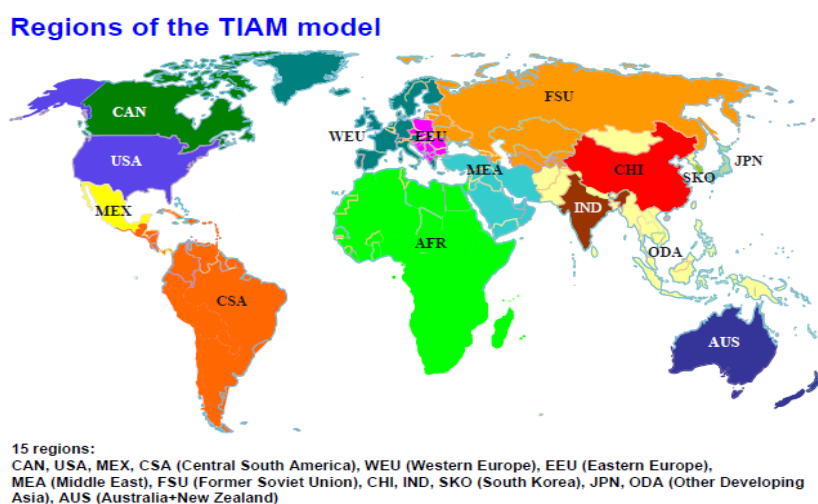 Regions of the TIAM model
CAN
FSU
WEU
EEU
USA
MEA
CHI
JPN
SKO
MEX
IND
AFR
ODA
CSA
AUS
15 regions:
CAN, USA, MEX, CSA (Central South America), WEU (Western Europe), EEU (Eastern Europe),
MEA (Middle East), FSU (Former Soviet Union), CHI, IND, SKO (South Korea), JPN, ODA (Other Developing
Asia), AUS (Australia+New Zealand)